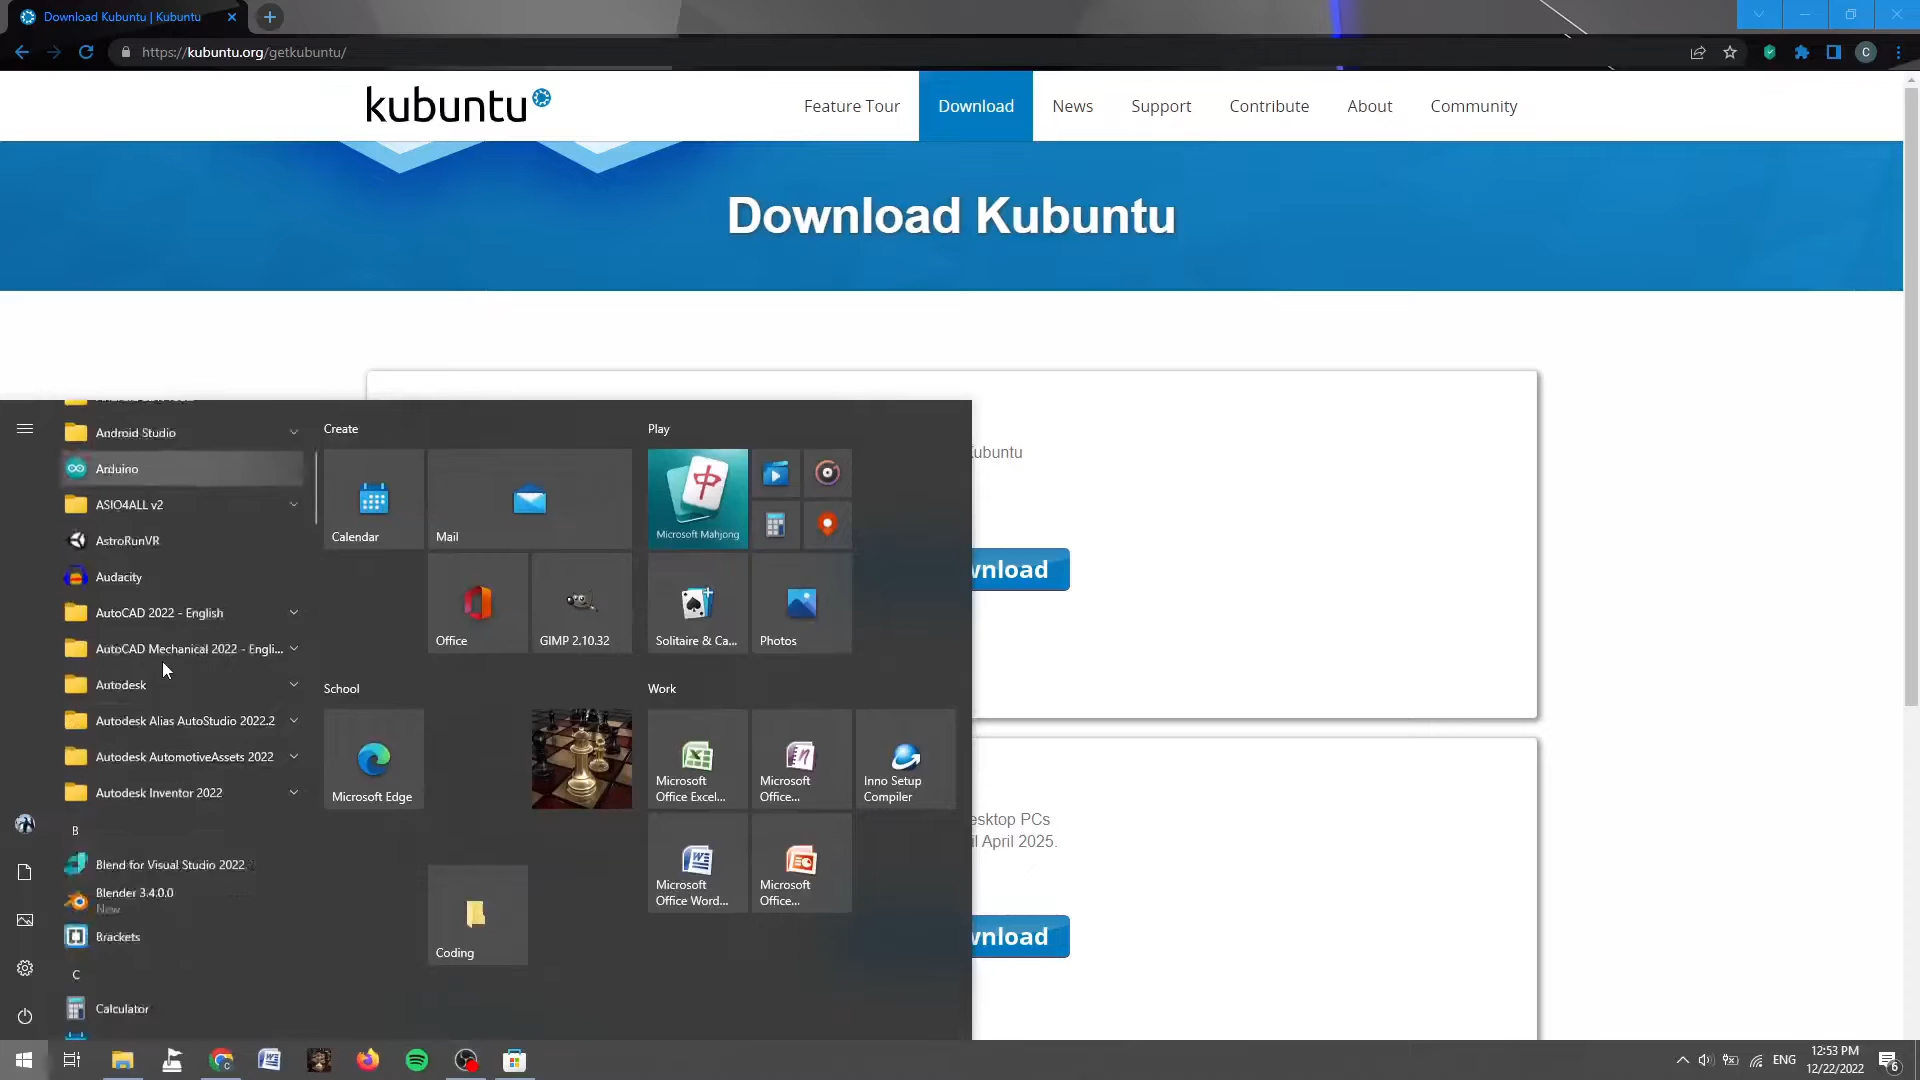 Download Kubuntu | Kubuntu
https://kubuntu.org/getkubuntu/
C
kubuntu
Feature Tour
Download
News
Support
Contribute
About
Community
Download Kubuntu
Kubuntu
wnload
esktop PCs
il April 2025.
wnload
Android Studio
Arduino
ASIO4ALL v2
AstroRunVR
Audacity
AutoCAD 2022 - English
AutoCAD Mechanical 2022 - Engli...
Autodesk
Autodesk Alias AutoStudio 2022.2
Autodesk AutomotiveAssets 2022
Autodesk Inventor 2022
B
Blend for Visual Studio 2022
Blender 3.4.0.0
New
Brackets
C
Calculator
Create
Calendar
Mail
Office
GIMP 2.10.32
Play
Microsoft Mahjong
Solitaire & Ca...
Photos
School
Microsoft Edge
Coding
Work
Microsoft
Office Excel...
Microsoft
Office...
Inno Setup
Compiler
Microsoft
Office Word...
Microsoft
Office...
ENG
12:53 PM
12/22/2022
6